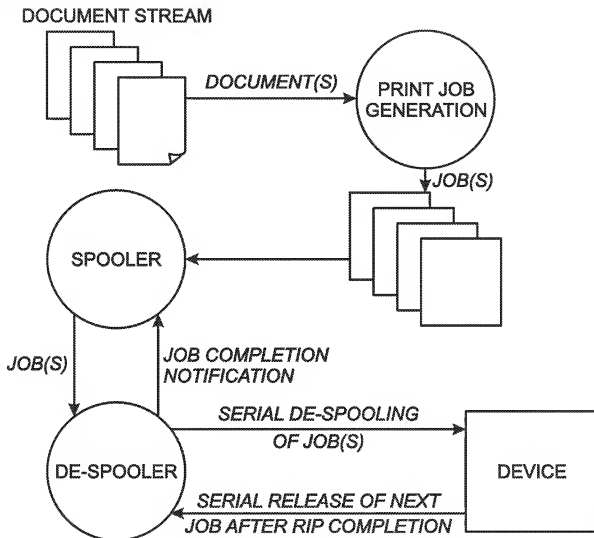 DOCUMENT STREAM
DOCUMENT(S)
PRINT JOB
GENERATION
JOB(S)
SPOOLER
JOB(S)
JOB COMPLETION
NOTIFICATION
SERIAL DE-SPOOLING
OF JOB(S)
DE-SPOOLER
DEVICE
SERIAL RELEASE OF NEXT
JOB AFTER RIP COMPLETION